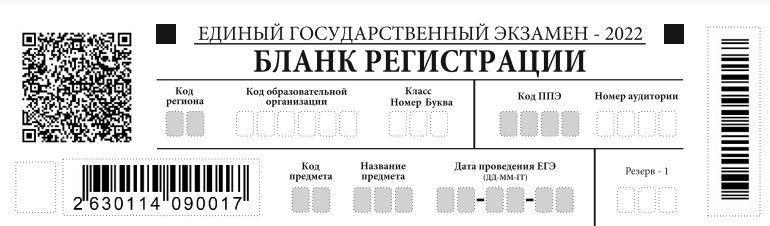 ЕДИНЫЙ ГОСУДАРСТВЕННЫЙ ЭКЗАМЕН - 2022
БЛАНК РЕГИСТРАЦИИ
Код региона
Код образовательной организации
Класс
Номер Буква
Код ППЭ
Номер аудитории
2 630114 090017
Код предмета
Название предмета
Дата проведения ЕГЭ
(ДД-ММ-ГГ)
Резерв - 1